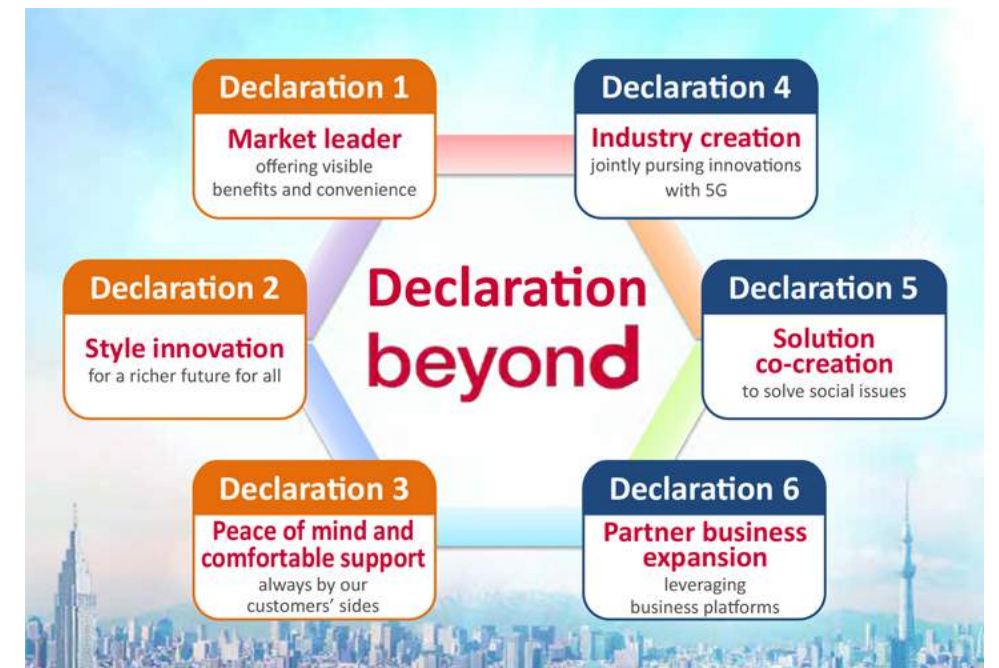 Declaration 1
Market leader
offering visible
benefits and convenience
Declaration 2
Style innovation
for a richer future for all
Declaration 3
Peace of mind and
comfortable support
always by our
customers' sides
Declaration
beyond
Declaration 4
Industry creation
jointly pursing innovations
with 5G
Declaration 5
Solution
co-creation
to solve social issues
Declaration 6
Partner business
expansion
leveraging
business platforms